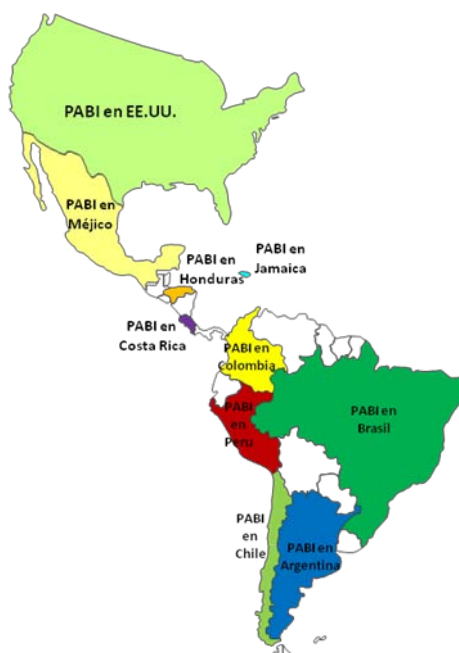 PABI en EE.UU.
PABI en
Méjico
PABI en
Honduras
PABI en
Jamaica
PABI en
Costa Rica
PABI en
Colombia
PABI
en
Peru
PABI en
Brasil
PABI
en
Chile
PABI en
Argentina